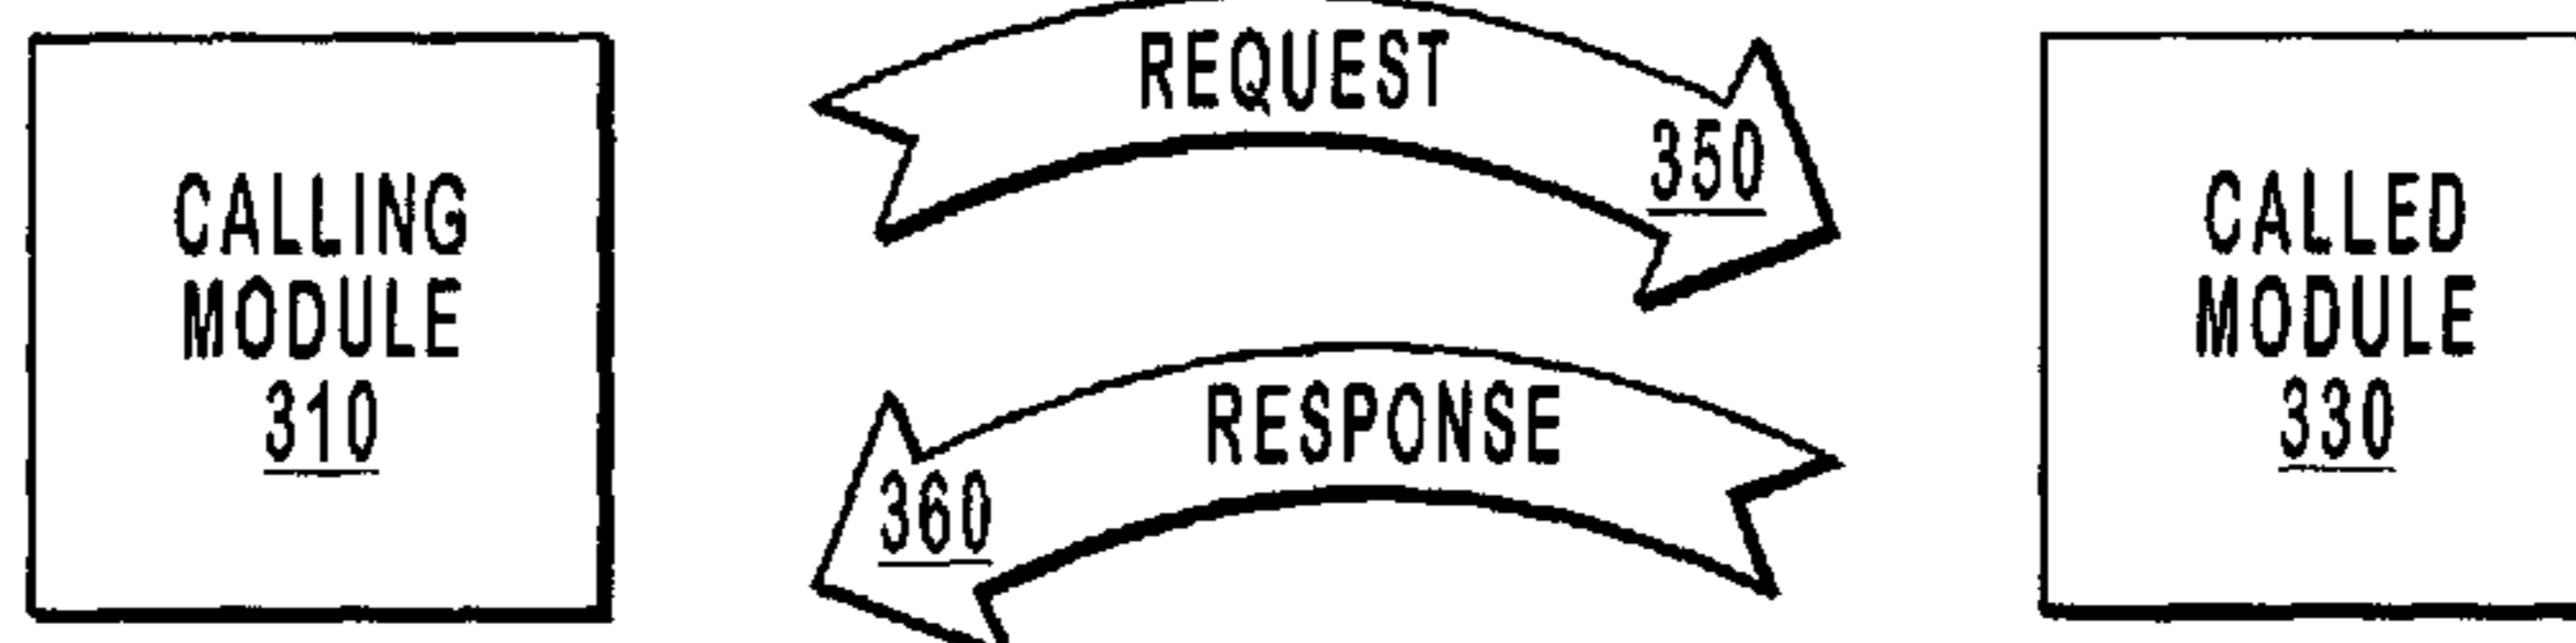 CALLING
MODULE
310
REQUEST
350
RESPONSE
360
CALLED
MODULE
330